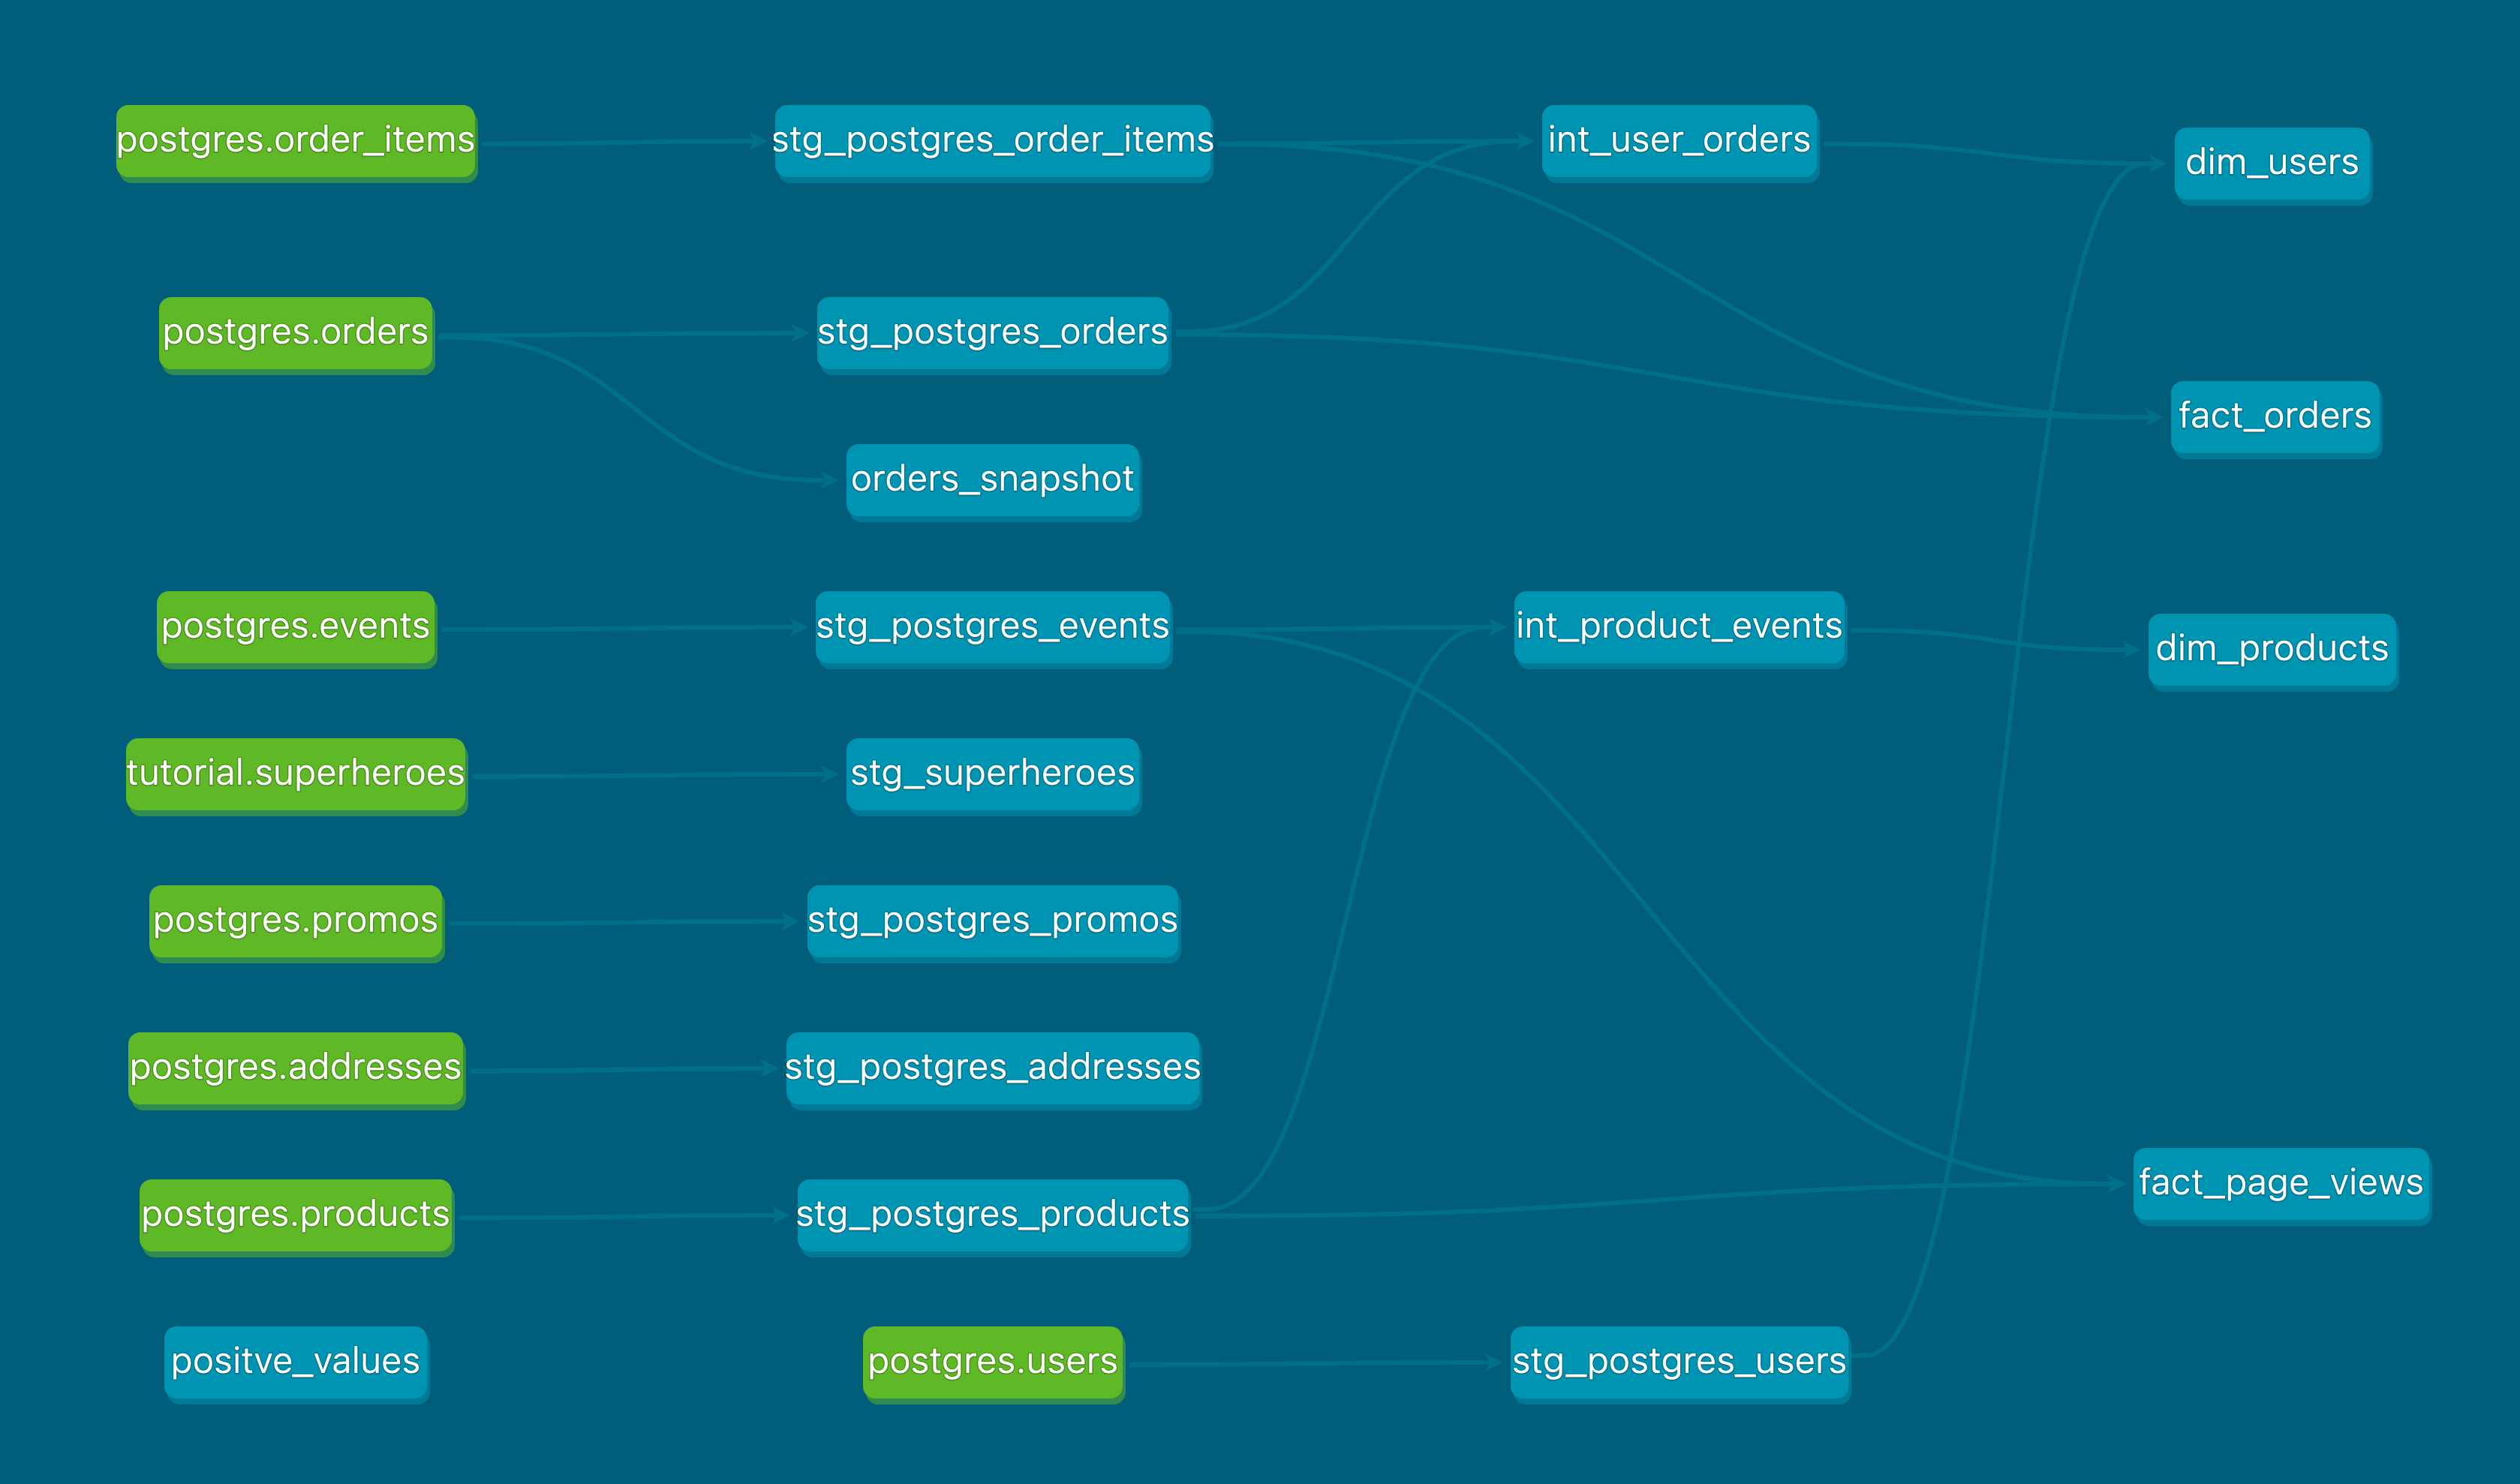 postgres.order_items
stg_postgres_order_items
int_user_orders
dim_users
postgres.orders
stg_postgres_orders
fact_orders
orders_snapshot
postgres.events
stg_postgres_events
int_product_events
dim_products
tutorial.superheroes
stg_superheroes
postgres.promos
stg_postgres_promos
postgres.addresses
stg_postgres_addresses
postgres.products
stg_postgres_products
fact_page_views
positve_values
postgres.users
stg_postgres_users